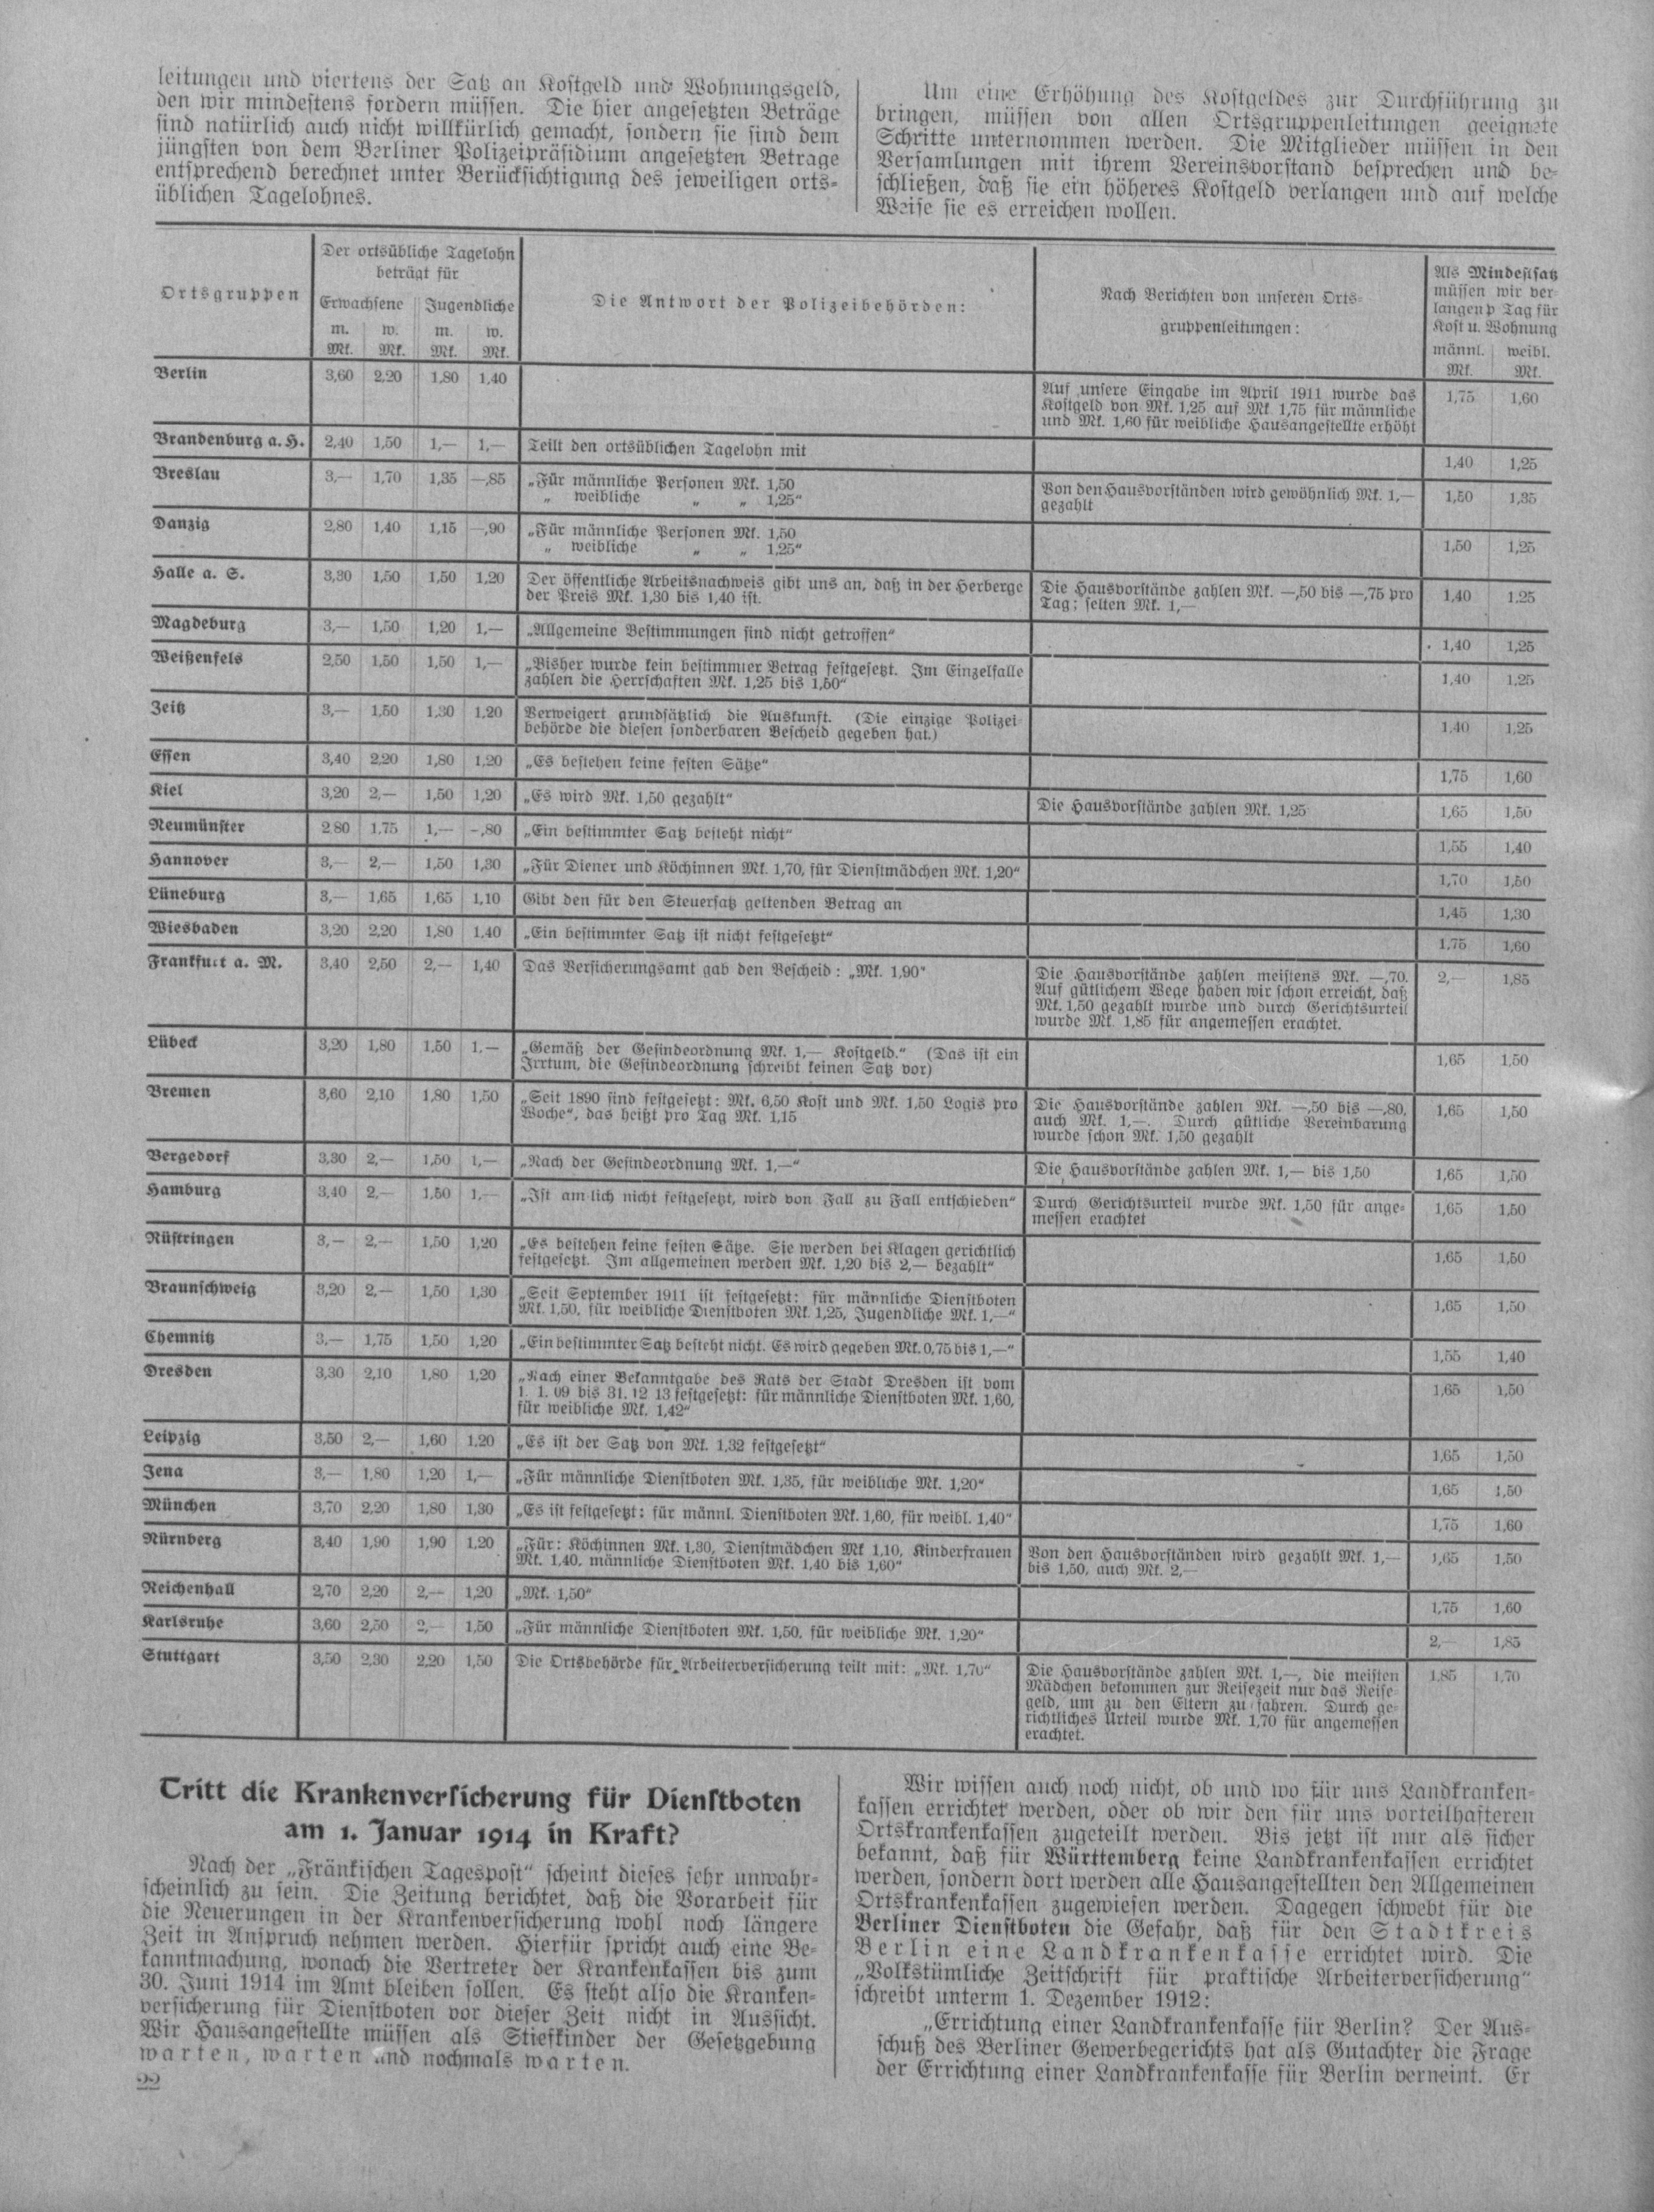 leitungen und viertens der Satz an Kostgeld und Wohnungsgeld,
den wir mindestens fordern müssen. Die hier angesetzten Beträge
sind natürlich auch nicht willkürlich gemacht, sondern sie sind dem
jüngsten von dem Berliner Polizeipräsidium angesetzten Betrage
entsprechend berechnet unter Berücksichtigung des jeweiligen orts-
üblichen Tagelohnes.
Um eine Erhöhung des Kostgeldes zur Durchführung zu
bringen, müssen von allen Ortsgruppenleitungen geeignete
Schritte unternommen werden. Die Mitglieder müssen in den
Versamlungen mit ihrem Vereinsvorstand besprechen und be-
schließen, daß sie ein höheres Kostgeld verlangen und auf welche
Weise sie es erreichen wollen.
Ortsgruppen
Der ortsübliche Tagelohn
beträgt für
Erwachsene Jugendliche
m. w. m. w.
Mk. Mk. Mk. Mk.
Die Antwort der Polizeibehörden:
Nach Berichten von unseren Orts-
gruppenleitungen:
Als Mindestsatz
müssen wir ver-
langen p Tag für
Kost u. Wohnung
männl. weibl.
Mk. Mk.
Berlin 3,60 2,20 1,80 1,40
Auf unsere Eingabe im April 1911 wurde das
Kostgeld von Mk. 1,25 auf Mk. 1,75 für männliche
und Mk. 1,60 für weibliche Hausangestellte erhöht
1,75 1,60
Brandenburg a. H. 2,40 1,50 1,— 1,— Teilt den ortsüblichen Tagelohn mit 1,40 1,25
Breslau 3,— 1,70 1,35 —,85 „Für männliche Personen Mk. 1,50
„ weibliche „ „ 1,25“
Von den Hausvorständen wird gewöhnlich Mk. 1,—
gezahlt
1,50 1,35
Danzig 2,80 1,40 1,15 —,90 „Für männliche Personen Mk. 1,50
„ weibliche „ „ 1,25“
1,50 1,25
Halle a. S. 3,30 1,50 1,50 1,20 Der öffentliche Arbeitsnachweis gibt uns an, daß in der Herberge
der Preis Mk. 1,30 bis 1,40 ist.
Die Hausvorstände zahlen Mk. —,50 bis —,75 pro
Tag; selten Mk. 1,—
1,40 1,25
Magdeburg 3,— 1,50 1,20 1,— „Allgemeine Bestimmungen sind nicht getroffen“ 1,40 1,25
Weißenfels 2,50 1,50 1,50 1,— „Bisher wurde kein bestimmter Betrag festgesetzt. Im Einzelfalle
zahlen die Herrschaften Mk. 1,25 bis 1,50“
1,40 1,25
Zeitz 3,— 1,50 1,30 1,20 Verweigert grundsätzlich die Auskunft. (Die einzige Polizei-
behörde die diesen sonderbaren Bescheid gegeben hat.)
1,40 1,25
Essen 3,40 2,20 1,80 1,20 „Es bestehen keine festen Sätze“ 1,75 1,60
Kiel 3,20 2,— 1,50 1,20 „Es wird Mk. 1,50 gezahlt“ Die Hausvorstände zahlen Mk. 1,25 1,65 1,50
Neumünster 2 80 1,75 1,— -,80 „Ein bestimmter Satz besteht nicht“ 1,55 1,40
Hannover 3,— 2,— 1,50 1,30 „Für Diener und Köchinnen Mk. 1,70, für Dienstmädchen Mk. 1,20“ 1,70 1,50
Lüneburg 3,— 1,65 1,65 1,10 Gibt den für den Steuersatz geltenden Betrag an 1,45 1,30
Wiesbaden 3,20 2,20 1,80 1,40 „Ein bestimmter Satz ist nicht festgesetzt“ 1,75 1,60
Frankfurt a. M. 3,40 2,50 2,— 1,40 Das Versicherungsamt gab den Bescheid: „Mk. 1,90“
Die Hausvorstände zahlen meistens Mk. —,70.
Auf gütlichem Wege haben wir schon erreicht, daß
Mk. 1,50 gezahlt wurde und durch Gerichtsurteil
wurde Mk. 1,85 für angemessen erachtet.
2,— 1,85
Lübeck 3,20 1,80 1,50 1,— „Gemäß der Gesindeordnung Mk. 1,— Kostgeld.“ (Das ist ein
Irrtum, die Gesindeordnung schreibt keinen Satz vor)
1,65 1,50
Bremen 3,60 2,10 1,80 1,50 „Seit 1890 sind festgesetzt: Mk. 6,50 Kost und Mk. 1,50 Logis pro
Woche“, das heißt pro Tag Mk. 1,15
Die Hausvorstände zahlen Mk. —,50 bis —,80,
auch Mk. 1,—. Durch gütliche Vereinbarung
wurde schon Mk. 1,50 gezahlt
1,65 1,50
Bergedorf 3,30 2,— 1,50 1,— „Nach der Gesindeordnung Mk. 1,—“ Die Hausvorstände zahlen Mk. 1,— bis 1,50 1,65 1,50
Hamburg 3,40 2,— 1,50 1,— „Ist am lich nicht festgesetzt, wird von Fall zu Fall entschieden“
Durch Gerichtsurteil wurde Mk. 1,50 für ange-
messen erachtet
1,65 1,50
Rüstringen 3,— 2,— 1,50 1,20 „Es bestehen keine festen Sätze. Sie werden bei Klagen gerichtlich
festgesetzt. Im allgemeinen werden Mk. 1,20 bis 2,— bezahlt“
1,65 1,50
Braunschweig 3,20 2,— 1,50 1,30 „Seit September 1911 ist festgesetzt: für männliche Dienstboten
Mk. 1,50, für weibliche Dienstboten Mk. 1,25, Jugendliche Mk. 1,—“
1,65 1,50
Chemnitz 3,— 1,75 1,50 1,20 „Ein bestimmter Satz besteht nicht. Es wird gegeben Mk. 0,75 bis 1,—“ 1,55 1,40
Dresden 3,30 2,10 1,80 1,20 „Nach einer Bekanntgabe des Rats der Stadt Dresden ist vom
1. 1. 09 bis 31. 12 13 festgesetzt: für männliche Dienstboten Mk. 1,60,
für weibliche Mk. 1,42“
1,65 1,50
Leipzig 3,50 2,— 1,60 1,20 „Es ist der Satz von Mk. 1,32 festgesetzt“ 1,65 1,50
Jena 3,— 1,80 1,20 1,— „Für männliche Dienstboten Mk. 1,35, für weibliche Mk. 1,20“ 1,65 1,50
München 3,70 2,20 1,80 1,30 „Es ist festgesetzt: für männl. Dienstboten Mk. 1,60, für weibl. 1,40“ 1,75 1,60
Nürnberg 3,40 1,90 1,90 1,20 „Für: Köchinnen Mk. 1,30, Dienstmädchen Mk 1,10, Kinderfrauen
Mk. 1,40, männliche Dienstboten Mk. 1,40 bis 1,60“
Von den Hausvorständen wird gezahlt Mk. 1,—
bis 1,50, auch Mk. 2,—
1,65 1,50
Reichenhall 2,70 2,20 2,— 1,20 „Mk. 1,50“ 1,75 1,60
Karlsruhe 3,60 2,50 2,— 1,50 „Für männliche Dienstboten Mk. 1,50, für weibliche Mk. 1,20“ 2,— 1,85
Stuttgart 3,50 2,30 2,20 1,50 Die Ortsbehörde für Arbeiterversicherung teilt mit: „Mk. 1,70“
Die Hausvorstände zahlen Mk. 1,—, die meisten
Mädchen bekommen zur Reisezeit nur das Reise-
geld, um zu den Eltern zu fahren. Durch ge-
richtliches Urteil wurde Mk. 1,70 für angemessen
erachtet.
1,85 1,70
Tritt die Krankenversicherung für Dienstboten
am 1. Januar 1914 in Kraft?
Nach der „Fränkischen Tagespost“ scheint dieses sehr unwahr-
scheinlich zu sein. Die Zeitung berichtet, daß die Vorarbeit für
die Neuerungen in der Krankenversicherung wohl noch längere
Zeit in Anspruch nehmen werden. Hierfür spricht auch eine Be-
kanntmachung, wonach die Vertreter der Krankenkassen bis zum
30. Juni 1914 im Amt bleiben sollen. Es steht also die Kranken-
versicherung für Dienstboten vor dieser Zeit nicht in Aussicht.
Wir Hausangestellte müssen als Stiefkinder der Gesetzgebung
warten, warten und nochmals warten.
22
Wir wissen auch noch nicht, ob und wo für uns Landkranken-
kassen errichtet werden, oder ob wir den für uns vorteilhafteren
Ortskrankenkassen zugeteilt werden. Bis jetzt ist nur als sicher
bekannt, daß für Württemberg keine Landkrankenkassen errichtet
werden, sondern dort werden alle Hausangestellten den Allgemeinen
Ortskrankenkassen zugewiesen werden. Dagegen schwebt für die
Berliner Dienstboten die Gefahr, daß für den Stadtkreis
Berlin eine Landkrankenkasse errichtet wird. Die
„Volkstümliche Zeitschrift für praktische Arbeiterversicherung“
schreibt unterm 1. Dezember 1912:
„Errichtung einer Landkrankenkasse für Berlin? Der Aus-
schuß des Berliner Gewerbegerichts hat als Gutachter die Frage
der Errichtung einer Landkrankenkasse für Berlin verneint. Er